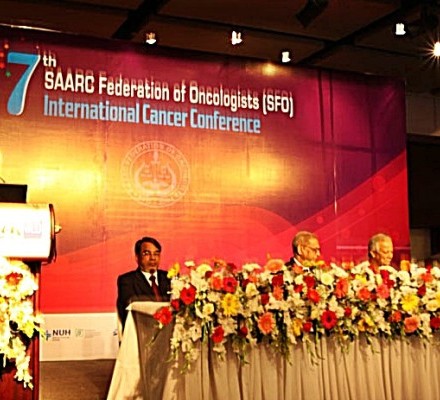 7th
SAARC Federation of Oncologists (SFO)
International Cancer Conference
NUH